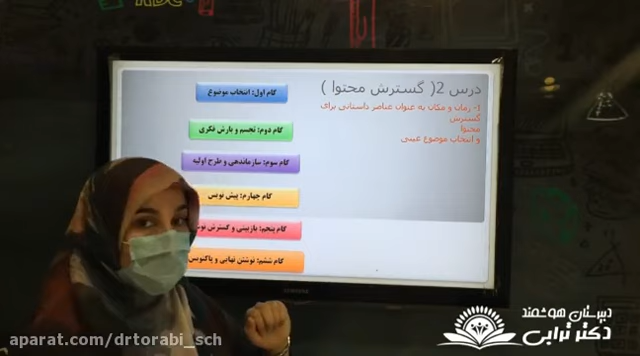 درس 2( گسترش محتوا )
1- زمان و مکان به عنوان عناصر داستانی برای
گسترش
محتوا
و انتخاب موضوع عینی
گام اول: انتخاب موضوع
گام دوم: تجسم و بارش فکری
گام سوم: سازماندهی و طرح اولیه
گام چهارم: پیش نویس
گام پنجم: بازبینی و گسترش
گام ششم: نوشتن نهایی و پاکنویس
SAMSUNG
دبیرستان هوشمند
دکتر ترابی
aparat.com/drtorabi_sch